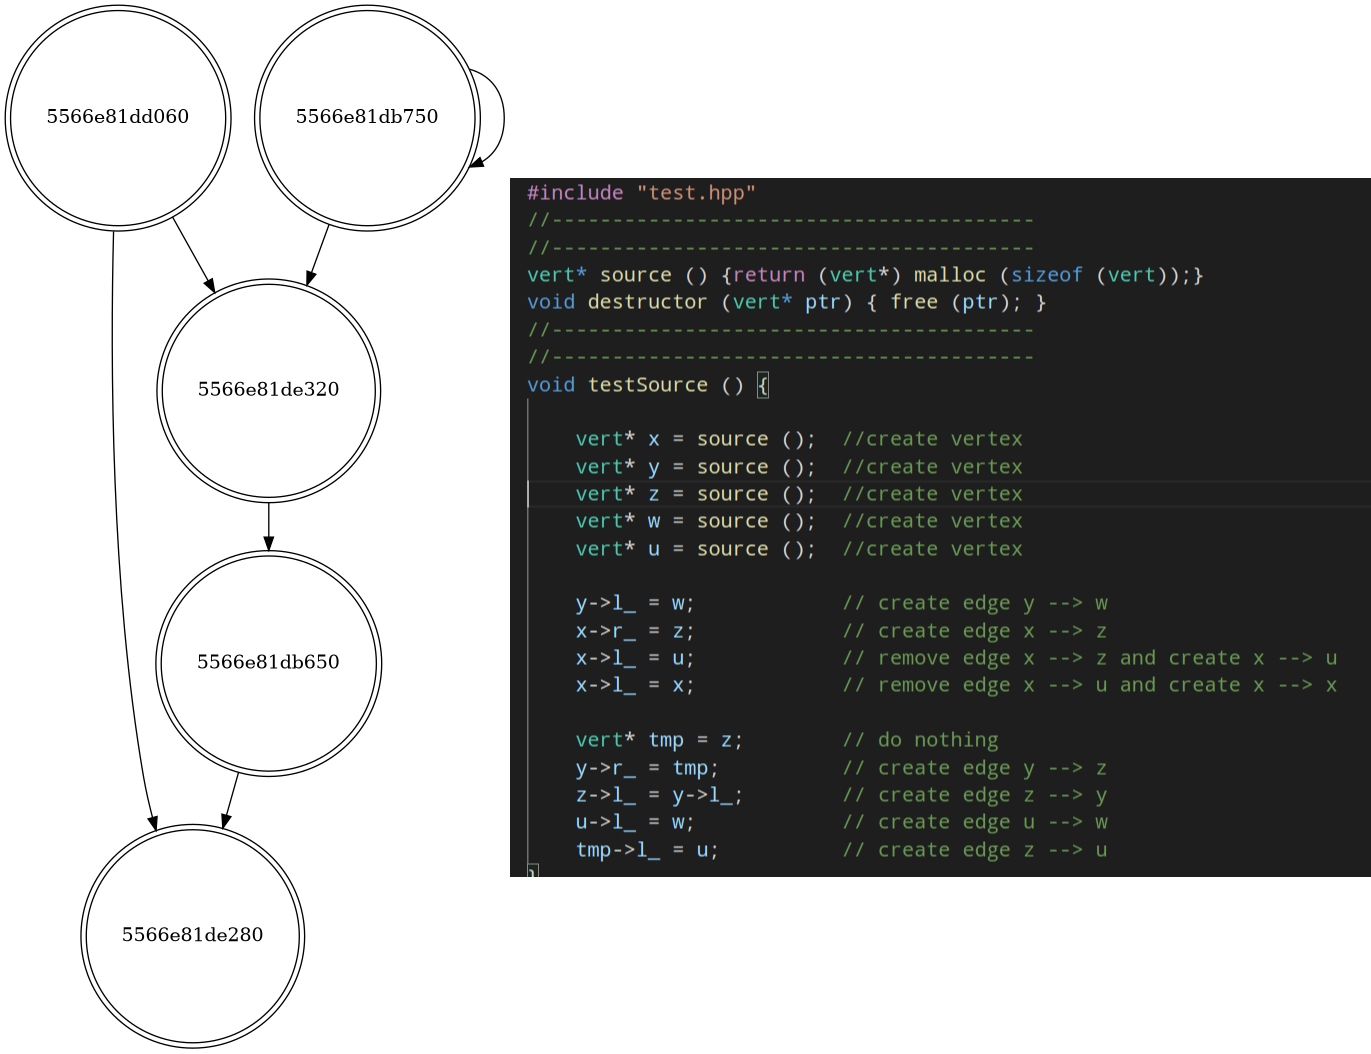 5566e81dd060
5566e81db750
5566e81de320
5566e81db650
5566e81de280
#include "test.hpp"
//----------------------------------------
//----------------------------------------
vert* source () {return (vert*) malloc (sizeof (vert));}
void destructor (vert* ptr) { free (ptr); }
//----------------------------------------
//----------------------------------------
void testSource () {
vert* x = source ();  //create vertex
vert* y = source ();  //create vertex
vert* z = source ();  //create vertex
vert* w = source ();  //create vertex
vert* u = source ();  //create vertex
y->l_ = w;            // create edge y --> w
x->r_ = z;            // create edge x --> z
x->l_ = u;            // remove edge x --> z and create x --> u
x->l_ = x;            // remove edge x --> u and create x --> x
vert* tmp = z;        // do nothing
y->r_ = tmp;          // create edge y --> z
z->l_ = y->l_;        // create edge z --> y
u->l_ = w;            // create edge u --> w
tmp->l_ = u;          // create edge z --> u
}